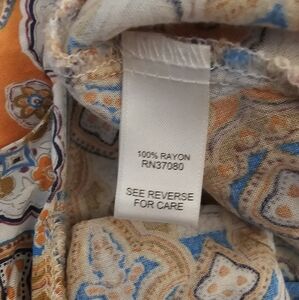 100% RAYON
RN37080
SEE REVERSE
FOR CARE